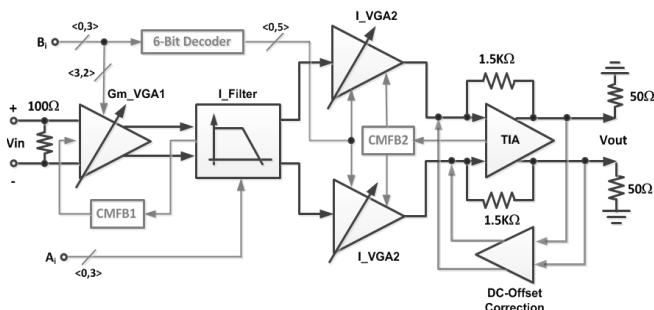 <0,3>
<0,5>
I_VGA2
Bᵢ
6-Bit Decoder
<3,2>
1.5KΩ
50Ω
Gm_VGA1
I_Filter
+
100Ω
Vin
-
CMFB2
TIA
Vout
CMFB1
50Ω
1.5KΩ
Aᵢ
<0,3>
I_VGA2
DC-Offset
Correction